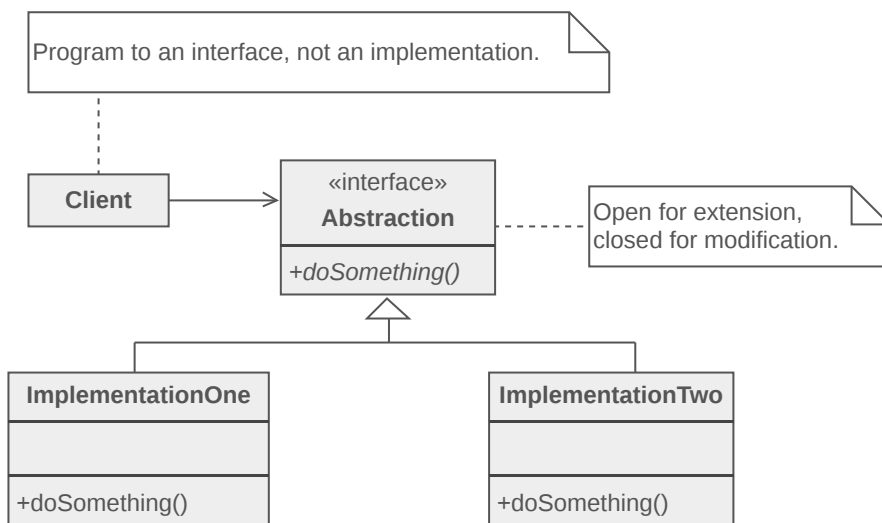 Program to an interface, not an implementation.
Client
«interface»
Abstraction
+doSomething()
Open for extension,
closed for modification.
ImplementationOne
+doSomething()
ImplementationTwo
+doSomething()